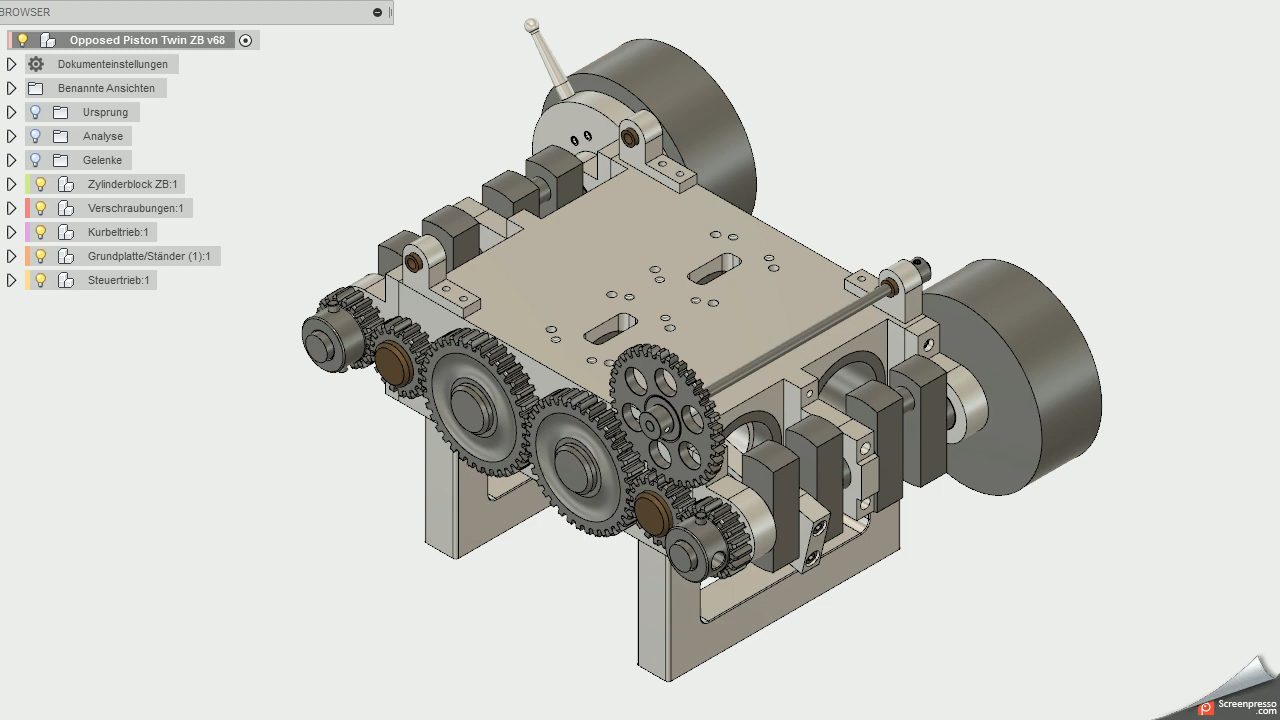 BROWSER
Opposed Piston Twin ZB v68
Dokumenteinstellungen
Benannte Ansichten
Ursprung
Analyse
Gelenke
Zylinderblock ZB:1
Verschraubungen:1
Kurbeltrieb:1
Grundplatte/Ständer (1):1
Steuertrieb:1
Screenpresso
.com